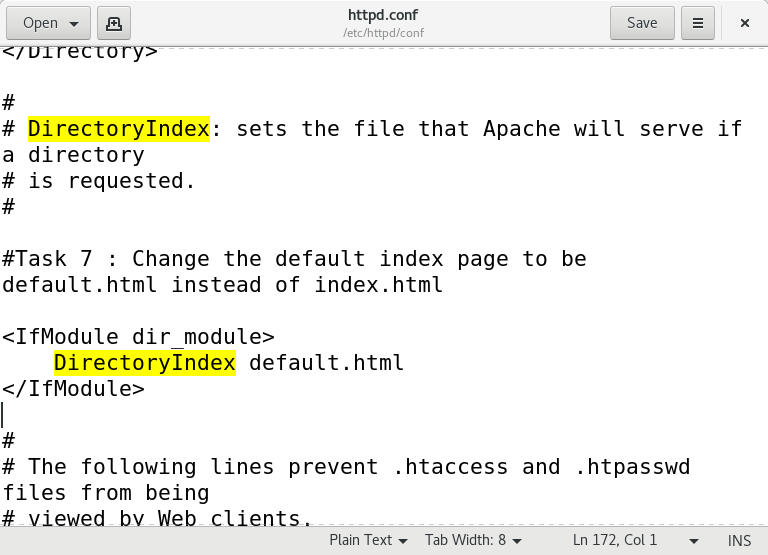 Open
httpd.conf
/etc/httpd/conf
Save
</Directory>
#
# DirectoryIndex: sets the file that Apache will serve if
a directory
# is requested.
#
#Task 7 : Change the default index page to be
default.html instead of index.html
<IfModule dir_module>
    DirectoryIndex default.html
</IfModule>
#
# The following lines prevent .htaccess and .htpasswd
files from being
# viewed by Web clients.
Plain Text
Tab Width: 8
Ln 172, Col 1
INS